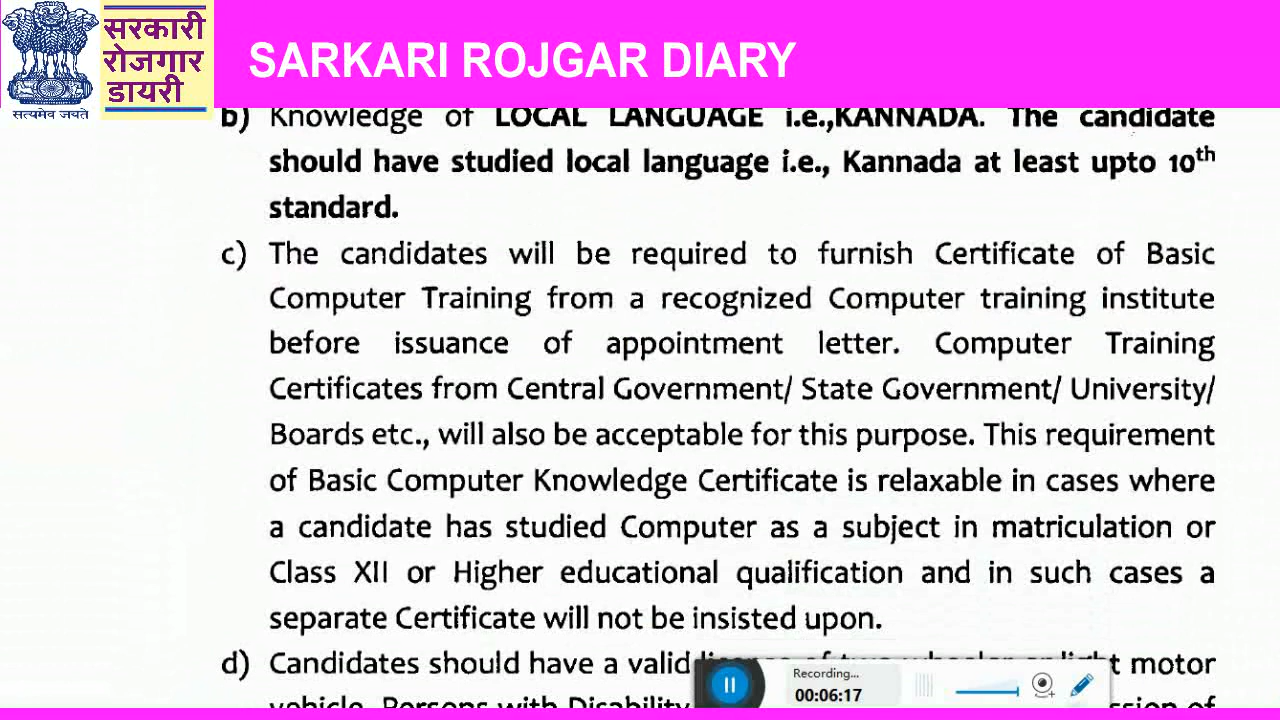 सरकारी
रोजगार
डायरी
सत्यमेव जयते
SARKARI ROJGAR DIARY
b) Knowledge of LOCAL LANGUAGE i.e.,KANNADA. The candidate
should have studied local language i.e., Kannada at least upto 10th
standard.
c) The candidates will be required to furnish Certificate of Basic
Computer Training from a recognized Computer training institute
before issuance of appointment letter. Computer Training
Certificates from Central Government/ State Government/ University/
Boards etc., will also be acceptable for this purpose. This requirement
of Basic Computer Knowledge Certificate is relaxable in cases where
a candidate has studied Computer as a subject in matriculation or
Class XII or Higher educational qualification and in such cases a
separate Certificate will not be insisted upon.
d) Candidates should have a valid motor
vehicle. Persons with Disability of
Recording...
00:06:17